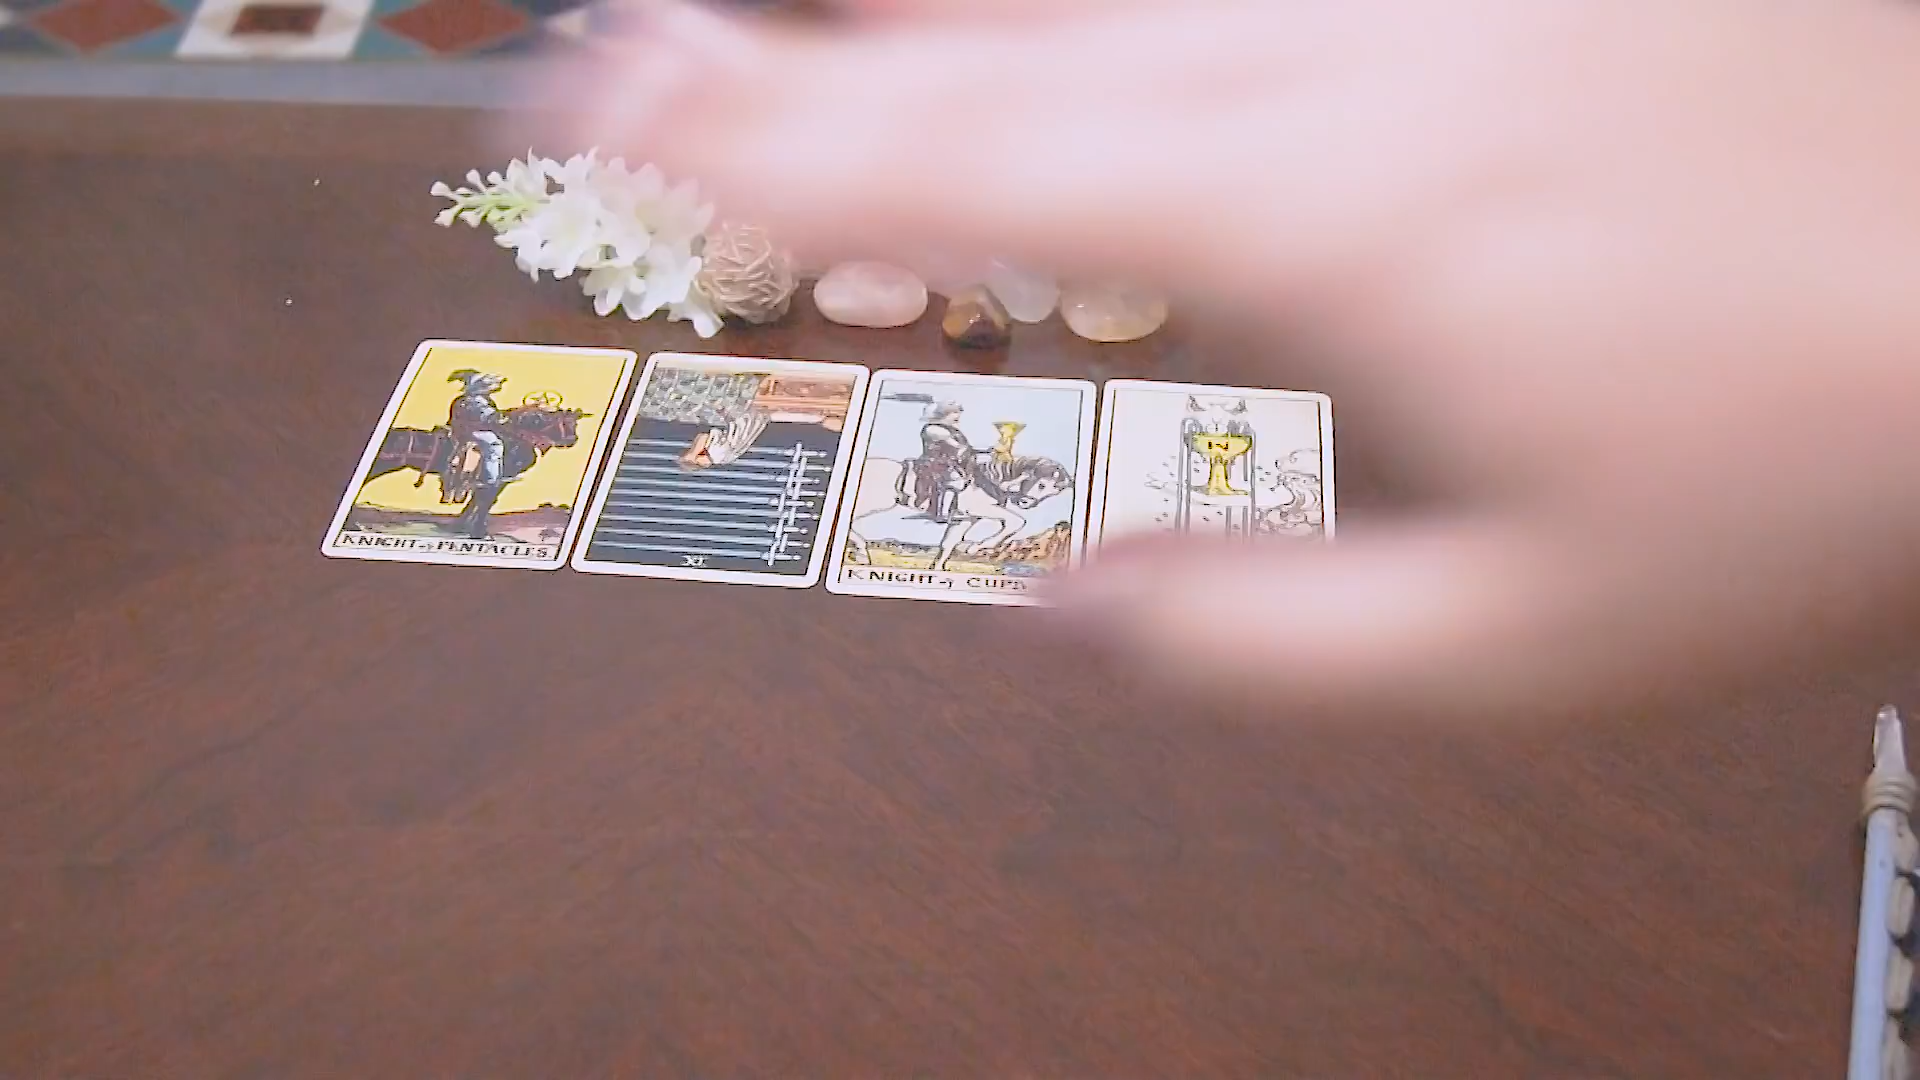 KNIGHT of PENTACLES.
XI
KNIGHT of CUPS